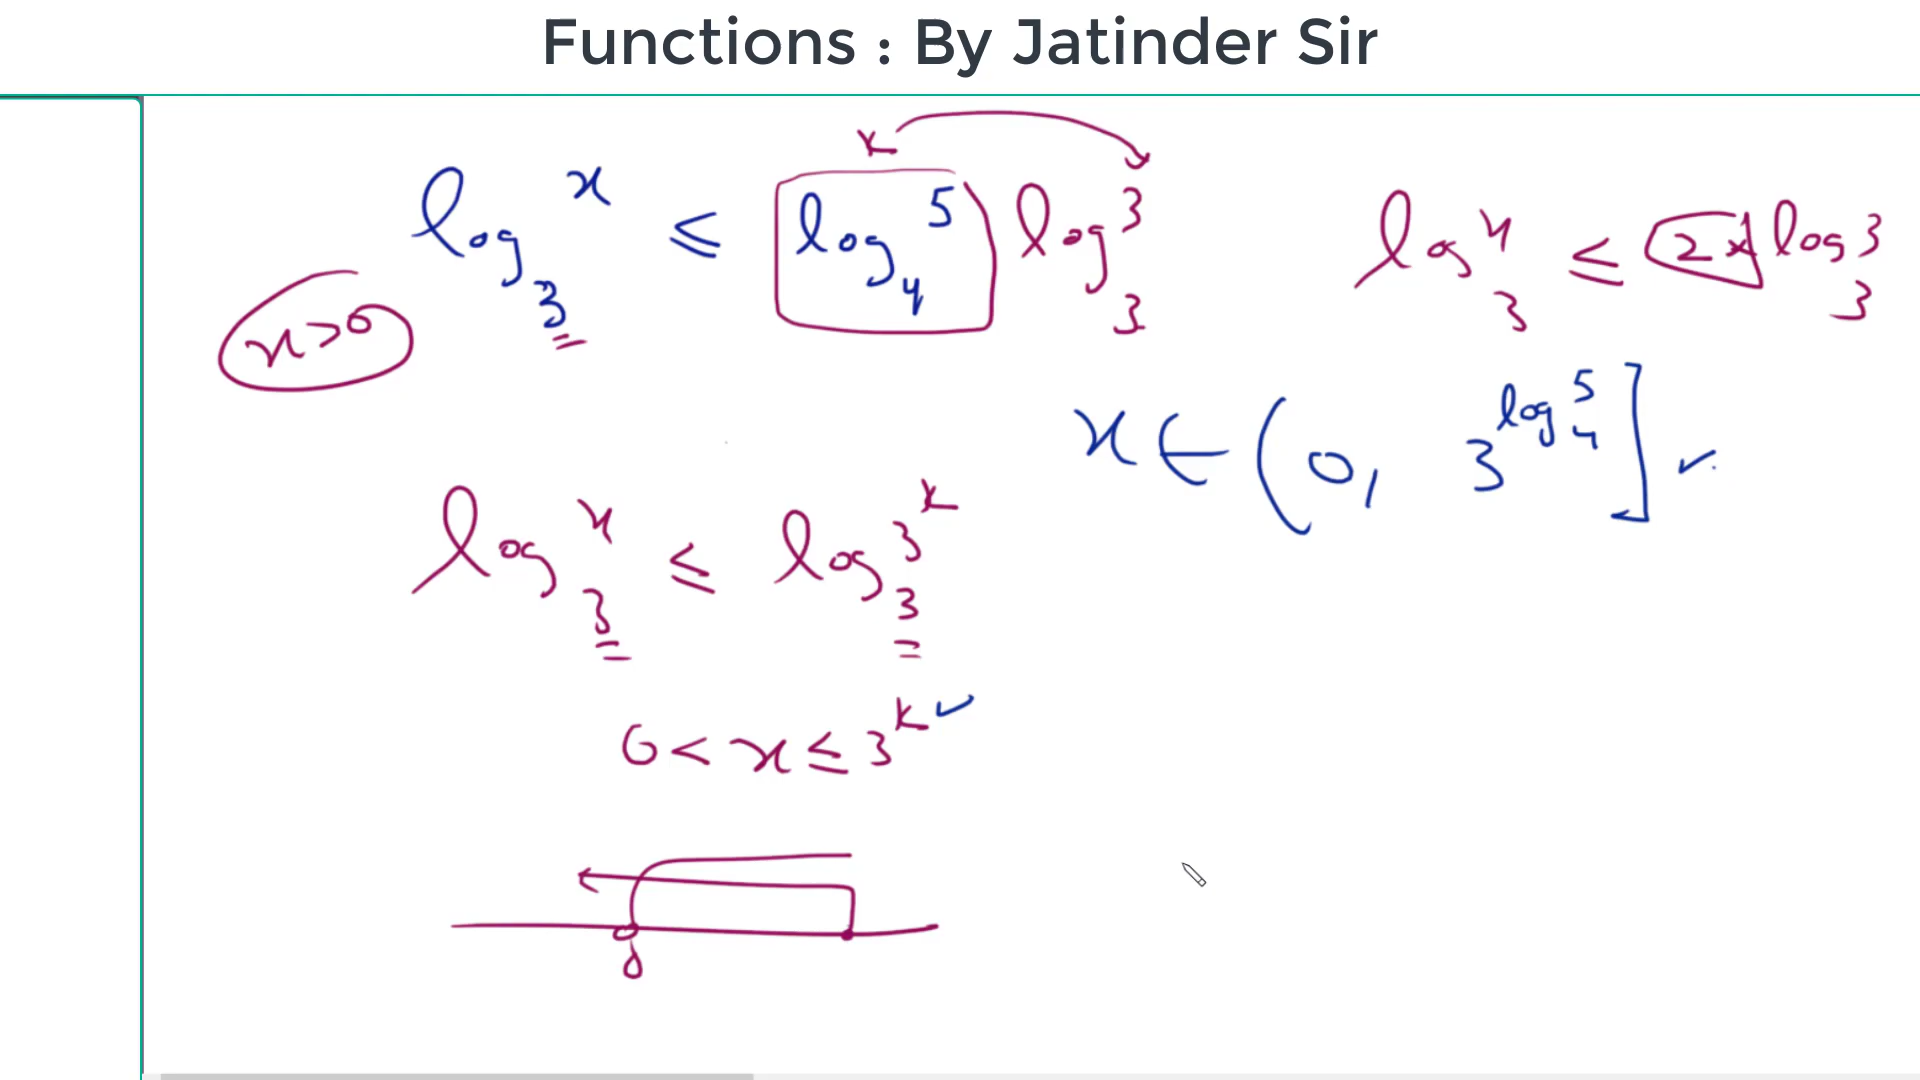 Functions : By Jatinder Sir
k
log₃ x ≤ log₄ 5 log₃ 3
x > 0
log₃ x ≤ 2 × log₃ 3
x ∈ (0, 3^(log₄ 5)] ✓
log₃ x ≤ log₃ 3^k
0 < x ≤ 3^k ✓
0